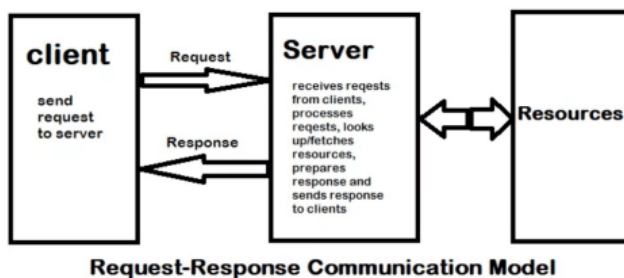 client
send
request
to server
Request
Response
Server
receives reqests
from clients,
processes
reqests, looks
up/fetches
resources,
prepares
response and
sends response
to clients
Resources
Request-Response Communication Model